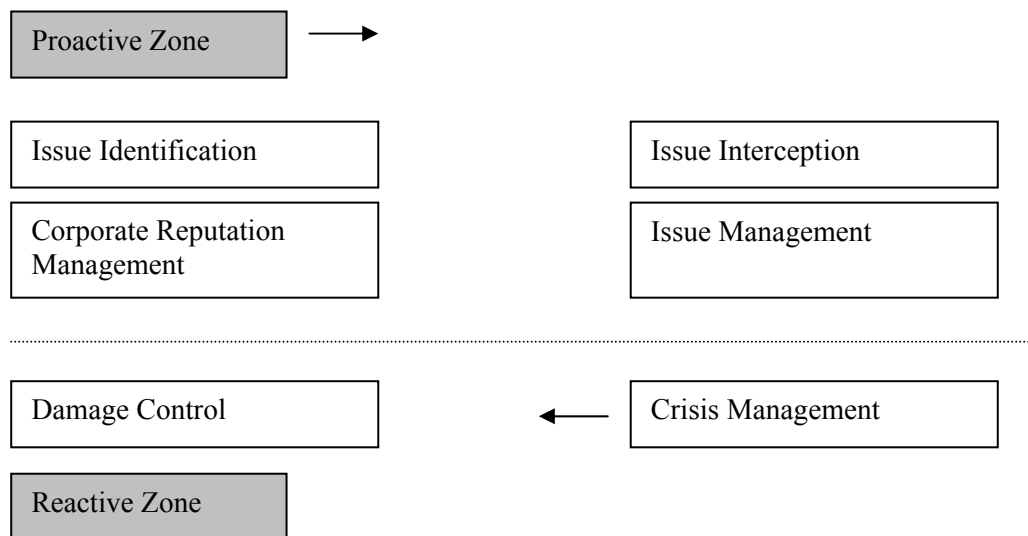 Proactive Zone
Issue Identification
Issue Interception
Corporate Reputation
Management
Issue Management
Damage Control
Crisis Management
Reactive Zone